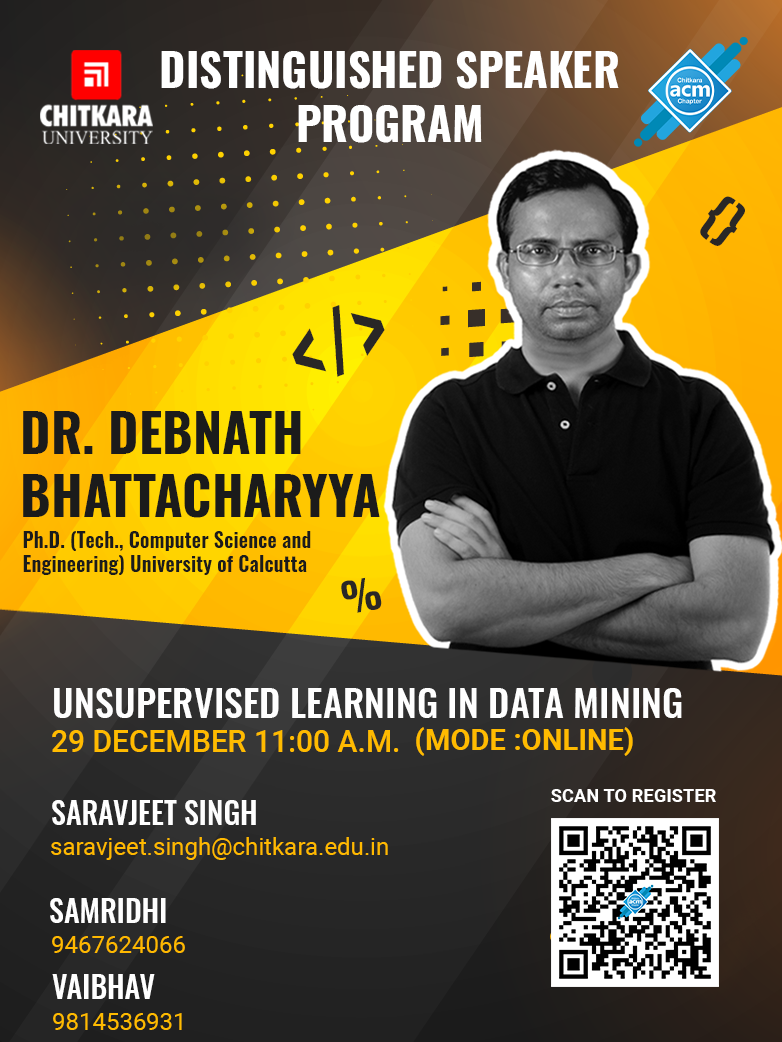 CHITKARA
UNIVERSITY
DISTINGUISHED SPEAKER
PROGRAM
Chitkara
acm
Chapter
{}
</>
DR. DEBNATH
BHATTACHARYYA
Ph.D. (Tech., Computer Science and
Engineering) University of Calcutta
%
UNSUPERVISED LEARNING IN DATA MINING
29 DECEMBER 11:00 A.M. (MODE :ONLINE)
SARAVJEET SINGH
saravjeet.singh@chitkara.edu.in
SAMRIDHI
9467624066
VAIBHAV
9814536931
SCAN TO REGISTER
acm